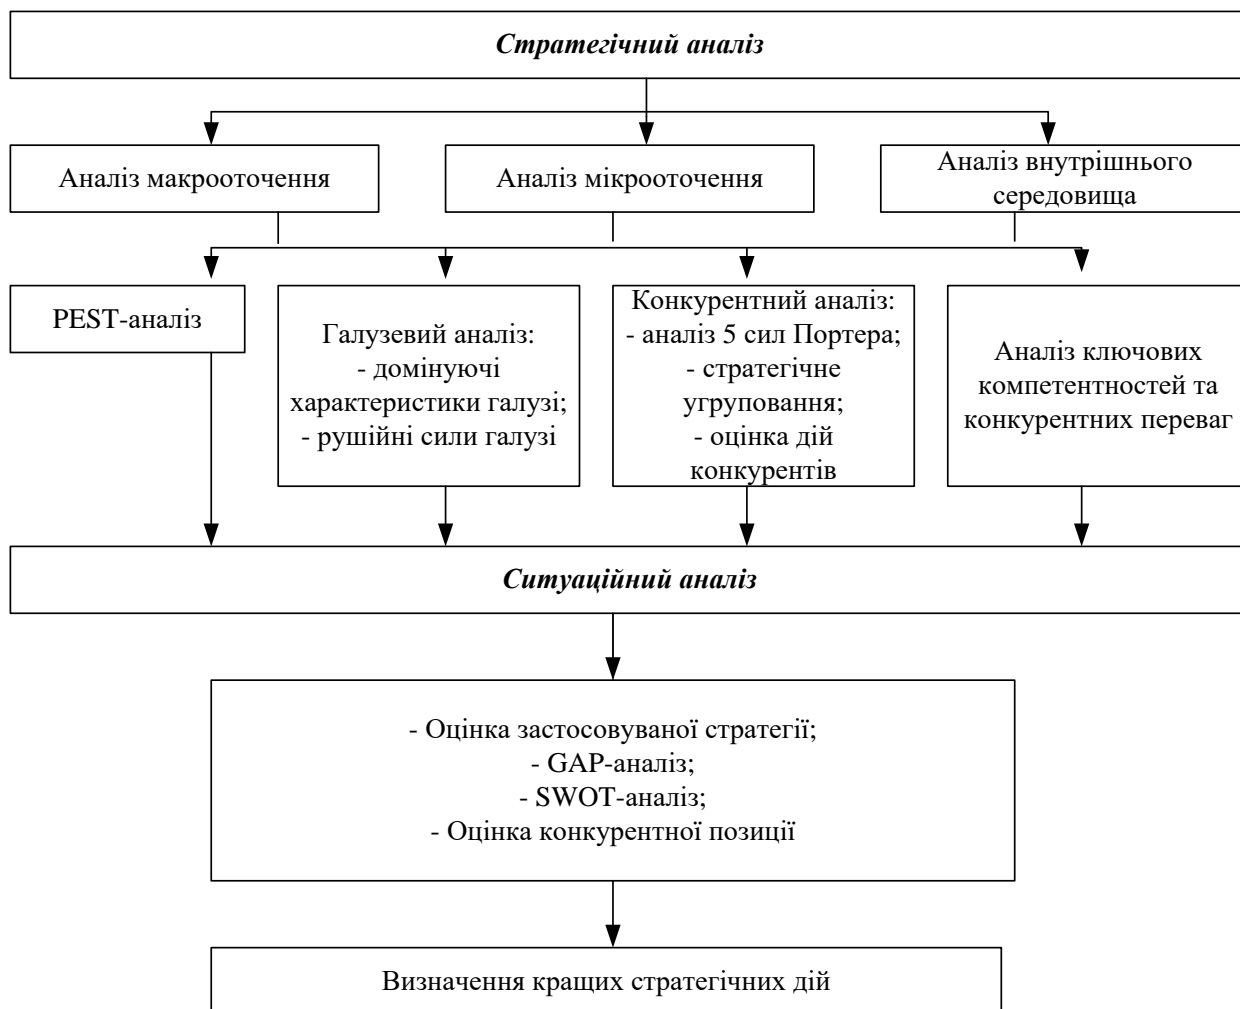 Стратегічний аналіз
Аналіз макрооточення
Аналіз мікрооточення
Аналіз внутрішнього
середовища
PEST-аналіз
Галузевий аналіз:
- домінуючі
характеристики галузі;
- рушійні сили галузі
Конкурентний аналіз:
- аналіз 5 сил Портера;
- стратегічне
угруповання;
- оцінка дій
конкурентів
Аналіз ключових
компетентностей та
конкурентних переваг
Ситуаційний аналіз
- Оцінка застосовуваної стратегії;
- GAP-аналіз;
- SWOT-аналіз;
- Оцінка конкурентної позиції
Визначення кращих стратегічних дій